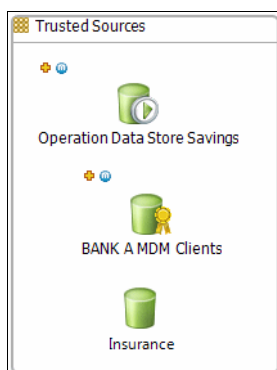 Trusted Sources
m
Operation Data Store Savings
m
BANK A MDM Clients
Insurance